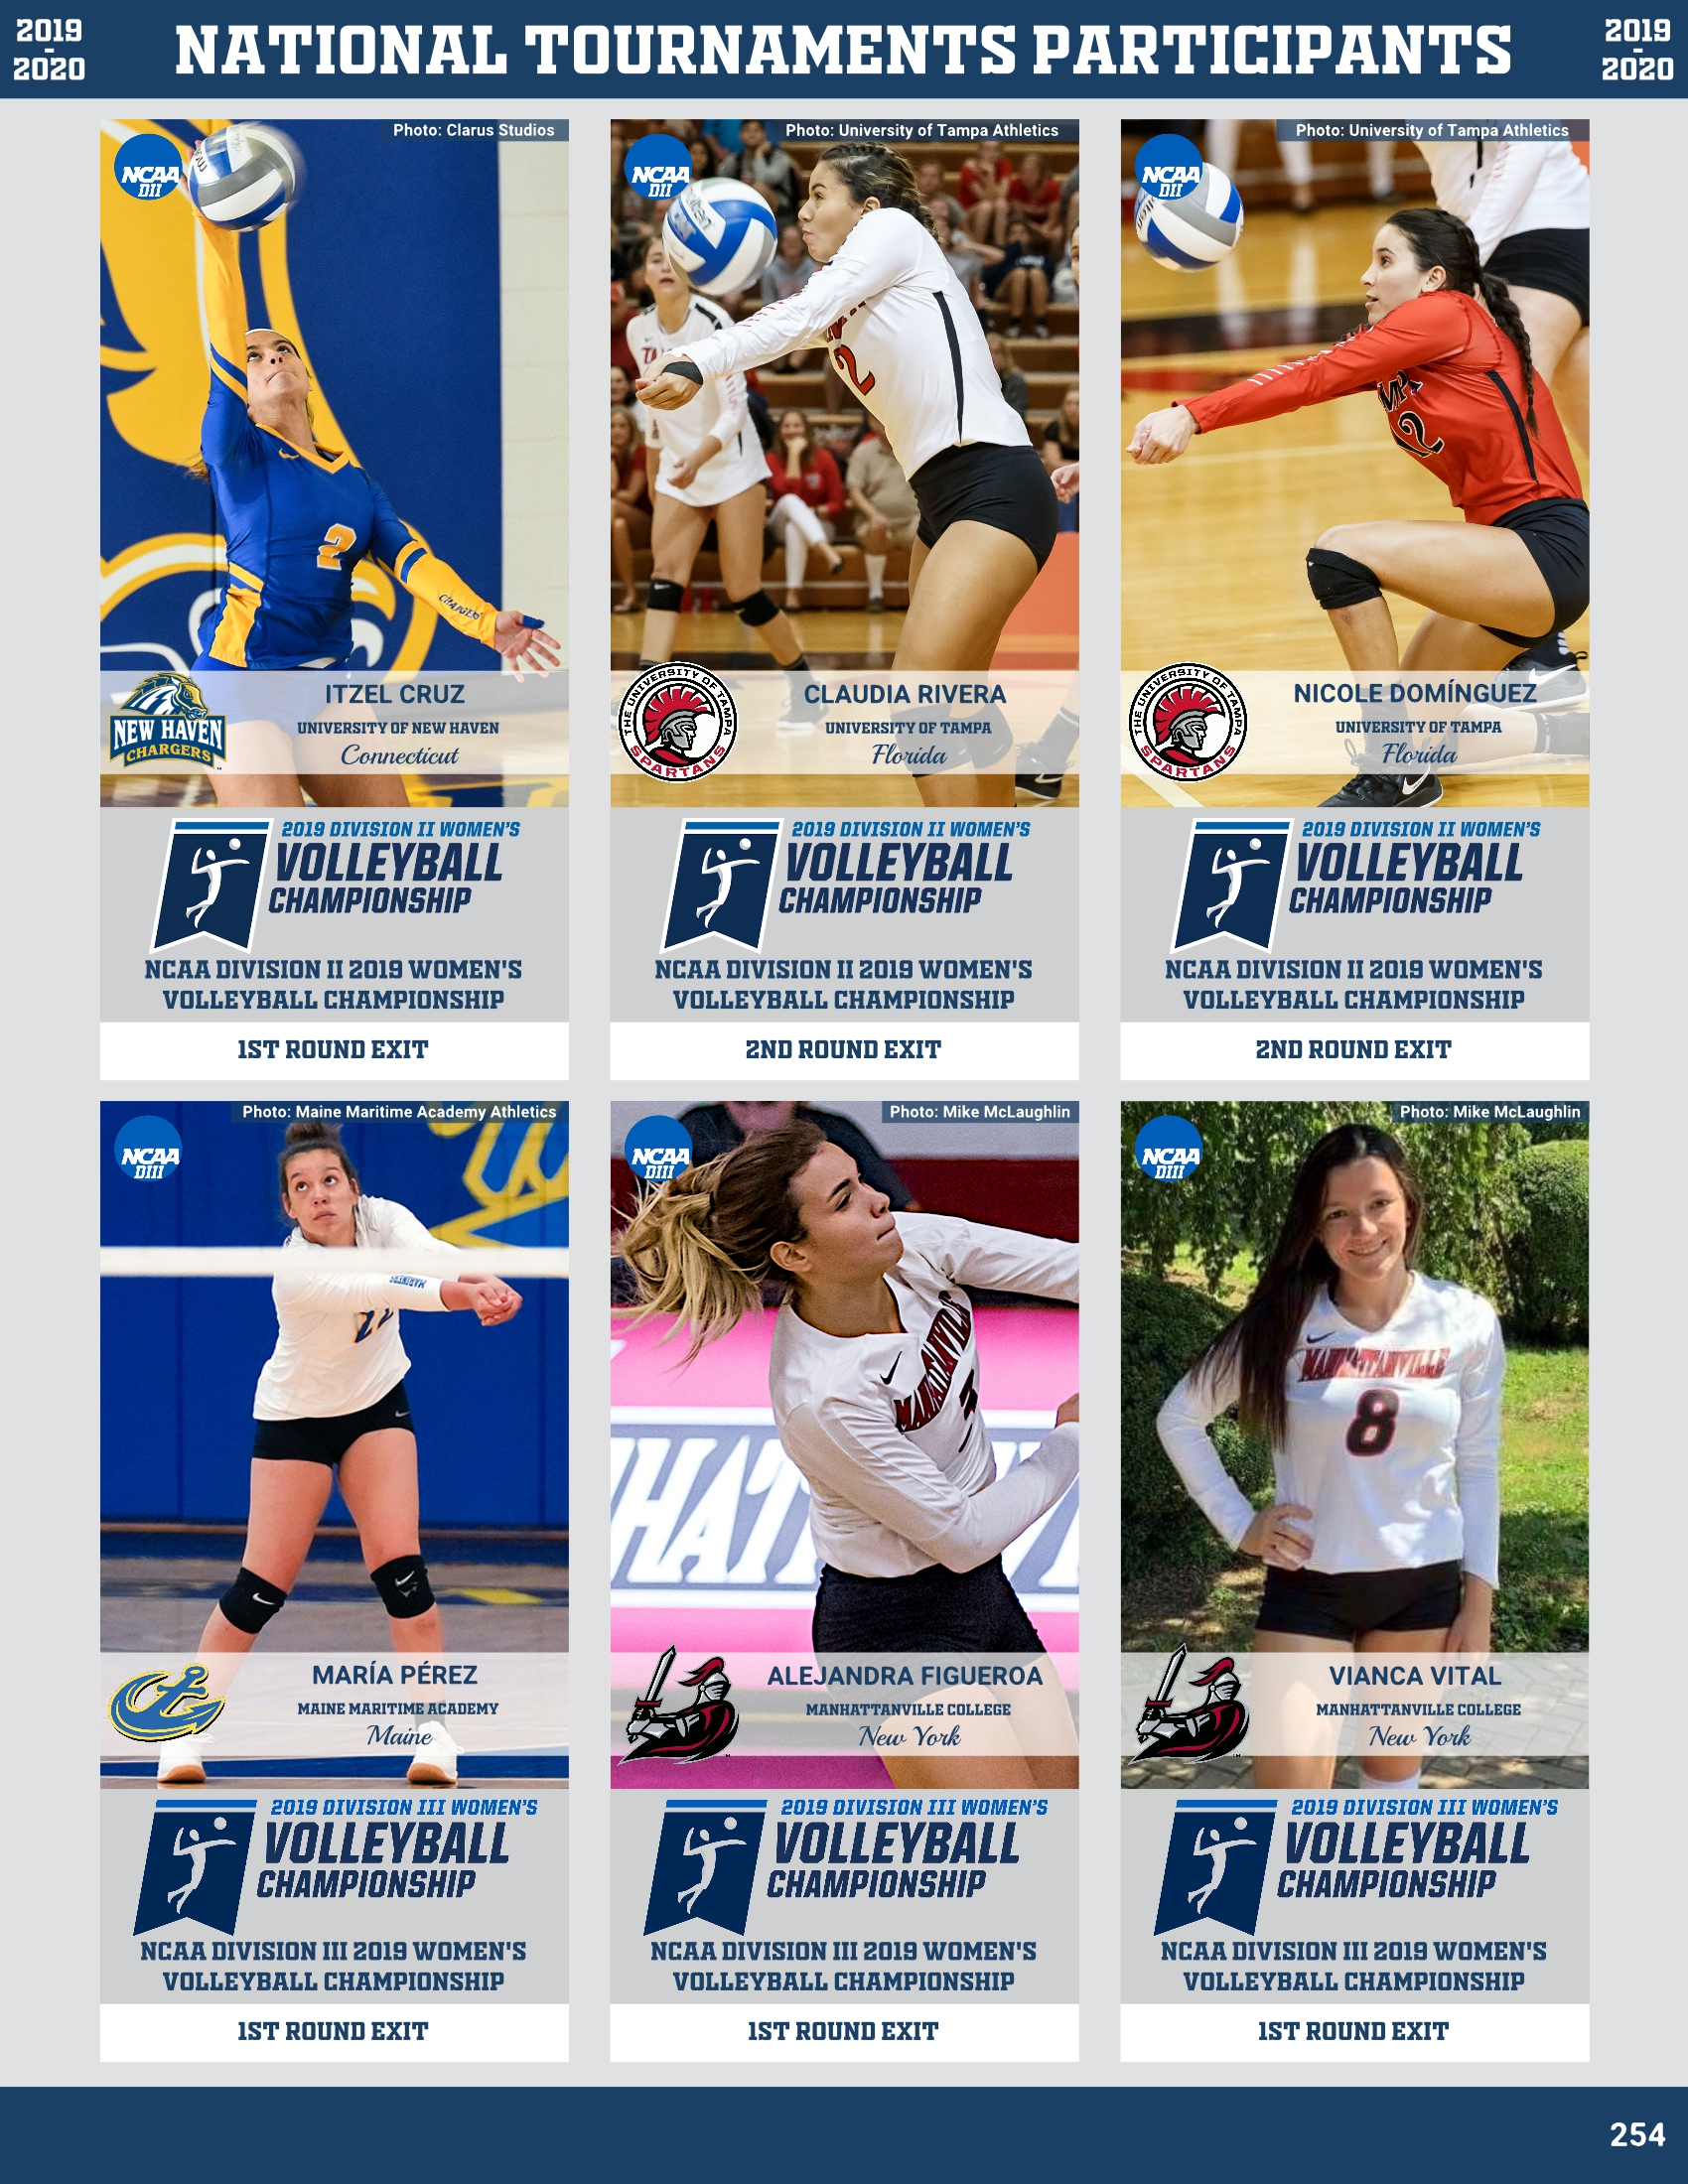 2019
-
2020
NATIONAL TOURNAMENTS PARTICIPANTS
2019
-
2020
Photo: Clarus Studios
NCAA
DII
2
CHARGERS
NEW HAVEN
CHARGERS
ITZEL CRUZ
UNIVERSITY OF NEW HAVEN
Connecticut
2019 DIVISION II WOMEN'S
VOLLEYBALL
CHAMPIONSHIP
NCAA DIVISION II 2019 WOMEN'S
VOLLEYBALL CHAMPIONSHIP
1ST ROUND EXIT
Photo: University of Tampa Athletics
NCAA
DII
2
THE UNIVERSITY OF TAMPA
SPARTANS
CLAUDIA RIVERA
UNIVERSITY OF TAMPA
Florida
2019 DIVISION II WOMEN'S
VOLLEYBALL
CHAMPIONSHIP
NCAA DIVISION II 2019 WOMEN'S
VOLLEYBALL CHAMPIONSHIP
2ND ROUND EXIT
Photo: University of Tampa Athletics
NCAA
DII
12
THE UNIVERSITY OF TAMPA
SPARTANS
NICOLE DOMÍNGUEZ
UNIVERSITY OF TAMPA
Florida
2019 DIVISION II WOMEN'S
VOLLEYBALL
CHAMPIONSHIP
NCAA DIVISION II 2019 WOMEN'S
VOLLEYBALL CHAMPIONSHIP
2ND ROUND EXIT
Photo: Maine Maritime Academy Athletics
NCAA
DIII
MARINERS
MARÍA PÉREZ
MAINE MARITIME ACADEMY
Maine
2019 DIVISION III WOMEN'S
VOLLEYBALL
CHAMPIONSHIP
NCAA DIVISION III 2019 WOMEN'S
VOLLEYBALL CHAMPIONSHIP
1ST ROUND EXIT
Photo: Mike McLaughlin
NCAA
DIII
MANHATTANVILLE
ALEJANDRA FIGUEROA
MANHATTANVILLE COLLEGE
New York
2019 DIVISION III WOMEN'S
VOLLEYBALL
CHAMPIONSHIP
NCAA DIVISION III 2019 WOMEN'S
VOLLEYBALL CHAMPIONSHIP
1ST ROUND EXIT
Photo: Mike McLaughlin
NCAA
DIII
MANHATTANVILLE
8
VIANCA VITAL
MANHATTANVILLE COLLEGE
New York
2019 DIVISION III WOMEN'S
VOLLEYBALL
CHAMPIONSHIP
NCAA DIVISION III 2019 WOMEN'S
VOLLEYBALL CHAMPIONSHIP
1ST ROUND EXIT
254